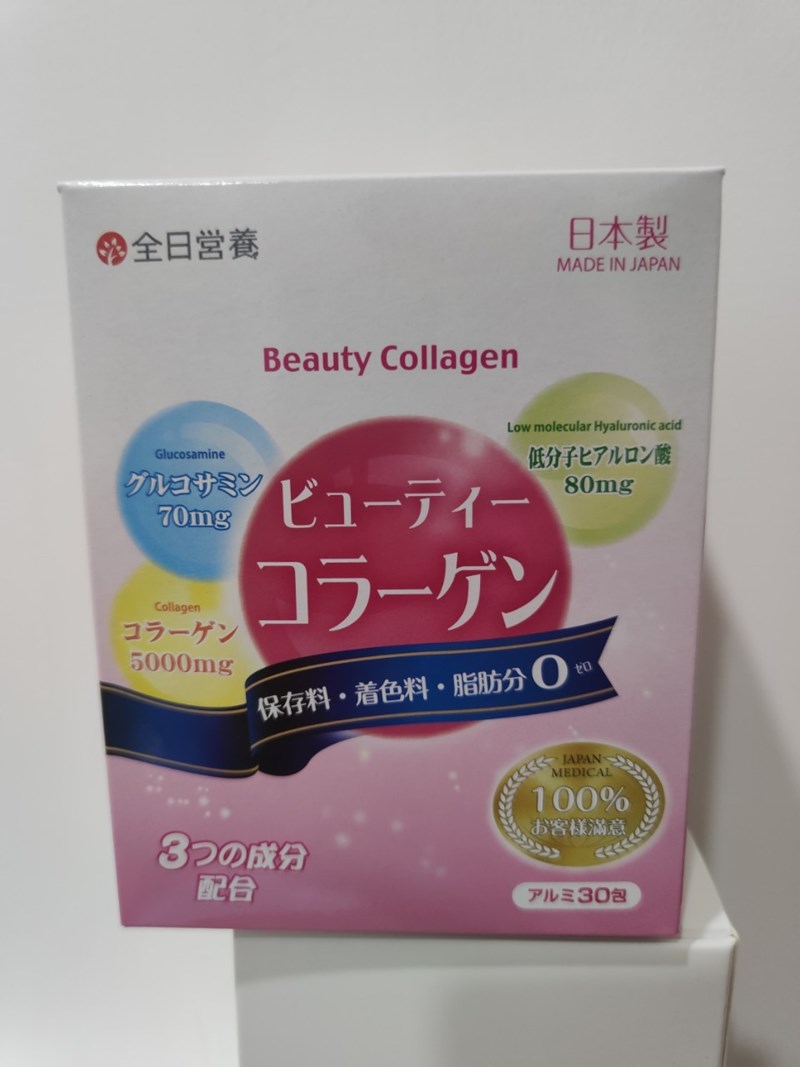 全日営養
日本製
MADE IN JAPAN
Beauty Collagen
Low molecular Hyaluronic acid
低分子ヒアルロン酸
80mg
Glucosamine
グルコサミン
70mg
ビューティー
コラーゲン
Collagen
コラーゲン
5000mg
保存料・着色料・脂肪分0ゼロ
JAPAN
MEDICAL
100%
お客様滿意
3つの成分
配合
アルミ30包